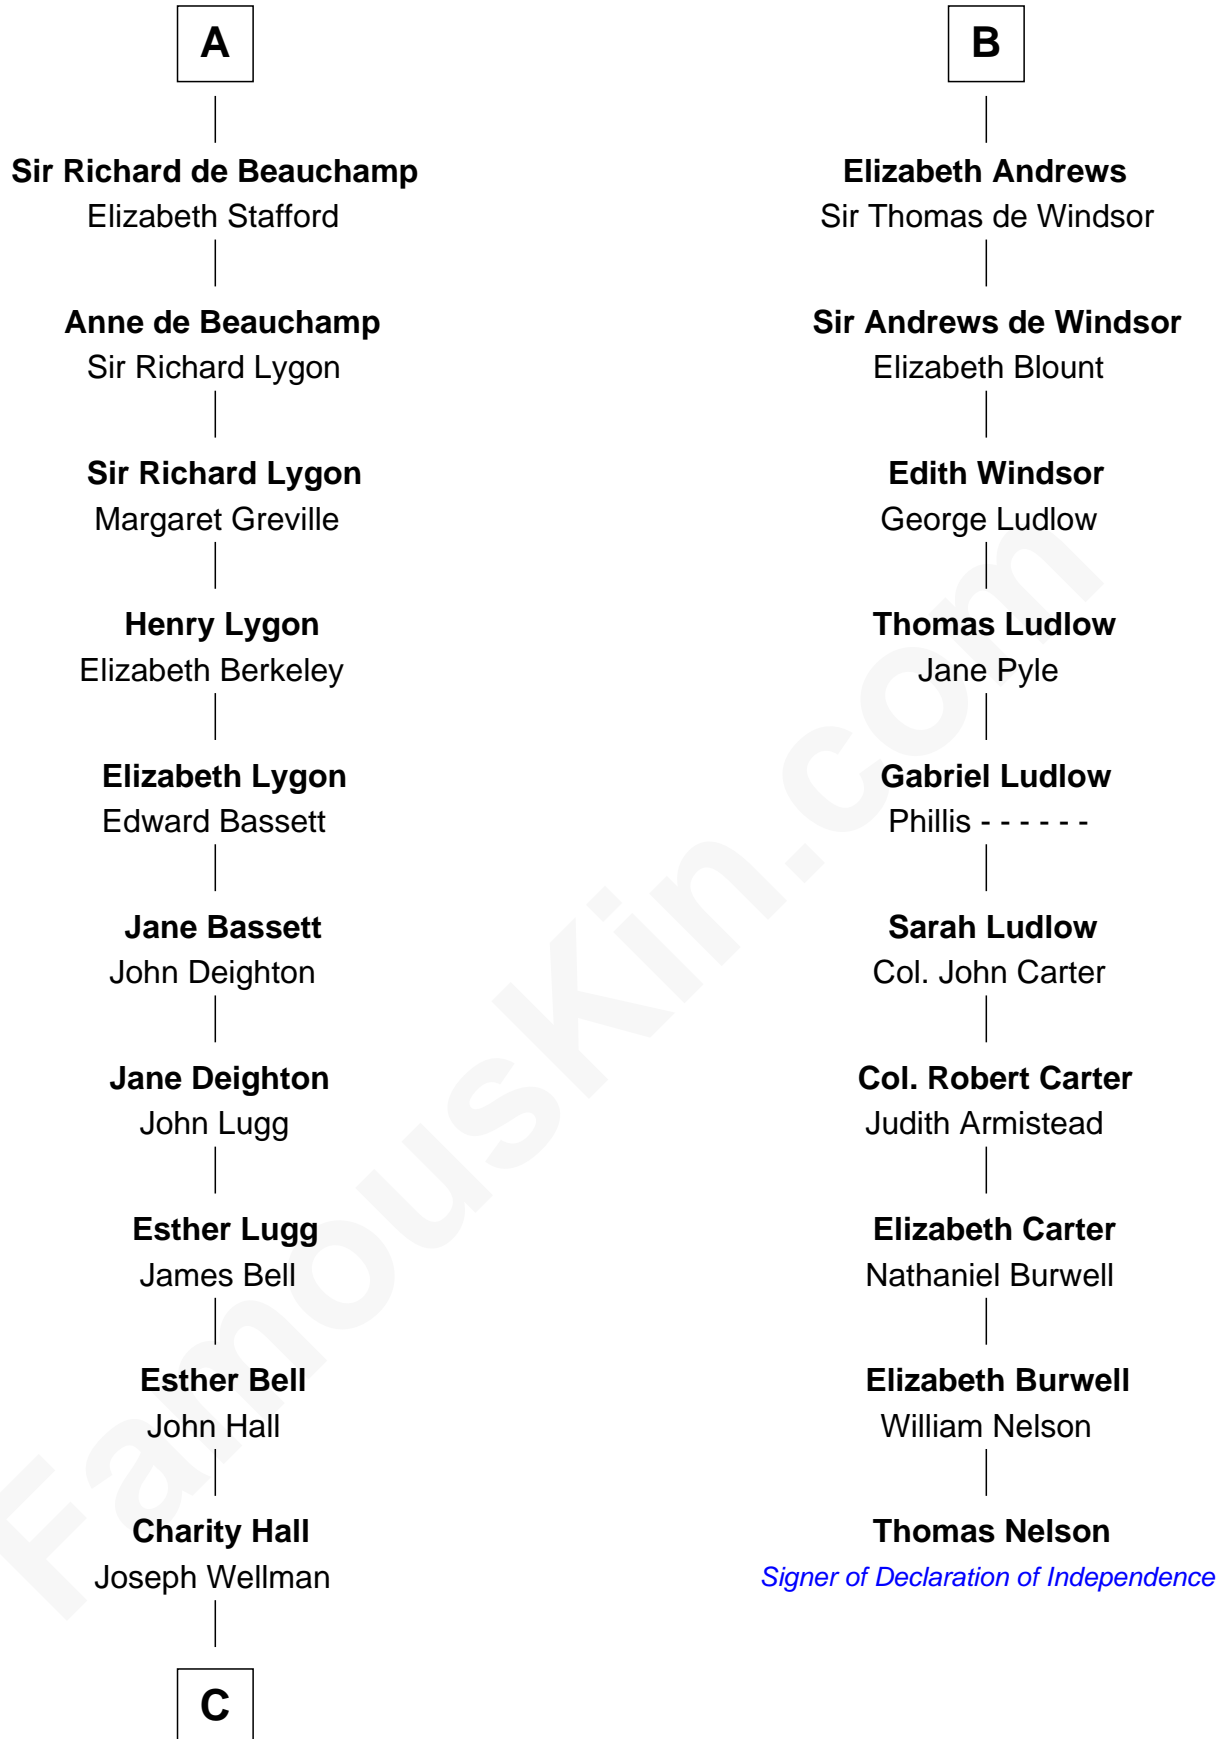 A
Sir Richard de Beauchamp
Elizabeth Stafford
Anne de Beauchamp
Sir Richard Lygon
Sir Richard Lygon
Margaret Greville
Henry Lygon
Elizabeth Berkeley
Elizabeth Lygon
Edward Bassett
Jane Bassett
John Deighton
Jane Deighton
John Lugg
Esther Lugg
James Bell
Esther Bell
John Hall
Charity Hall
Joseph Wellman
C
B
Elizabeth Andrews
Sir Thomas de Windsor
Sir Andrews de Windsor
Elizabeth Blount
Edith Windsor
George Ludlow
Thomas Ludlow
Jane Pyle
Gabriel Ludlow
Phillis - - - - - -
Sarah Ludlow
Col. John Carter
Col. Robert Carter
Judith Armistead
Elizabeth Carter
Nathaniel Burwell
Elizabeth Burwell
William Nelson
Thomas Nelson
Signer of Declaration of Independence
FamousKin.com